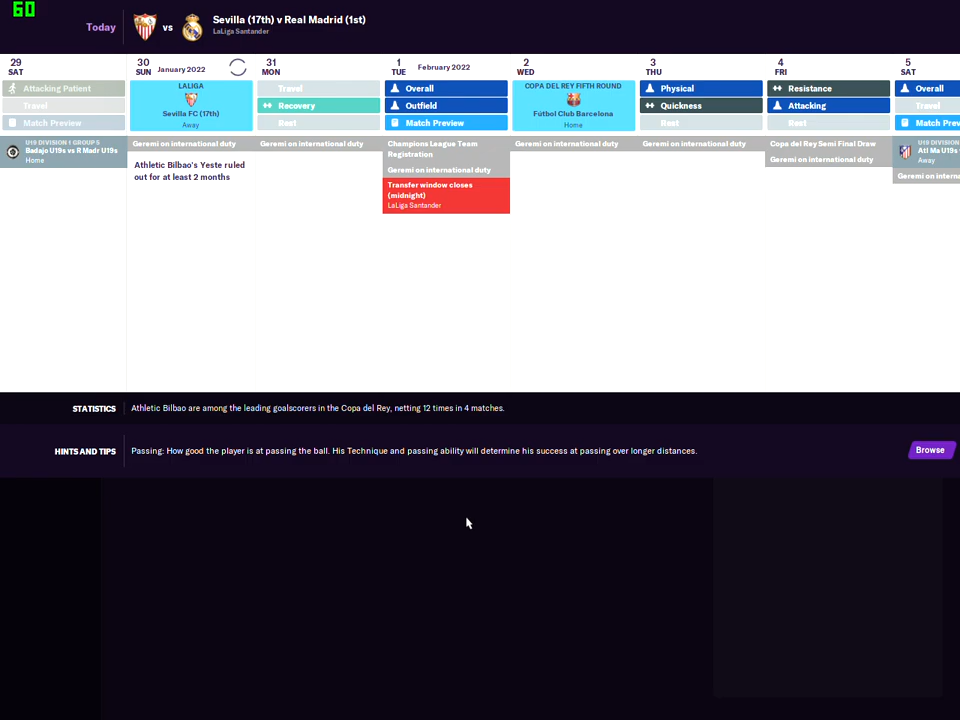 60
Today
vs
Sevilla (17th) v Real Madrid (1st)
LaLiga Santander
29
SAT
30
SUN
January 2022
31
MON
1
TUE
February 2022
2
WED
3
THU
4
FRI
5
SAT
Attacking Patient
Travel
Match Preview
LALIGA
Sevilla FC (17th)
Away
Travel
Recovery
Rest
Overall
Outfield
Match Preview
COPA DEL REY FIFTH ROUND
Fútbol Club Barcelona
Home
Physical
Quickness
Rest
Resistance
Attacking
Rest
Overall
Travel
Match Prev
U19 DIVISION 1 GROUP 5
Badajo U19s vs R Madr U19s
Home
Geremi on international duty
Athletic Bilbao's Yeste ruled
out for at least 2 months
Geremi on international duty
Champions League Team
Registration
Geremi on international duty
Transfer window closes
(midnight)
LaLiga Santander
Geremi on international duty
Geremi on international duty
Copa del Rey Semi Final Draw
Geremi on international duty
U19 DIVISION
Atl Ma U19s
Away
Geremi on interna
STATISTICS
Athletic Bilbao are among the leading goalscorers in the Copa del Rey, netting 12 times in 4 matches.
HINTS AND TIPS
Passing: How good the player is at passing the ball. His Technique and passing ability will determine his success at passing over longer distances.
Browse